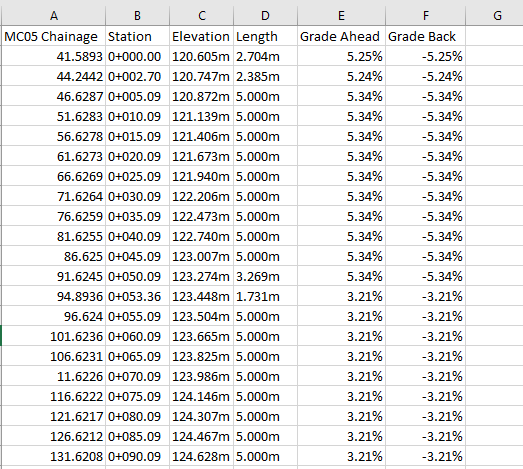 A B C D E F G
MC05 Chainage Station Elevation Length Grade Ahead Grade Back
41.5893 0+000.00 120.605m 2.704m 5.25% -5.25%
44.2442 0+002.70 120.747m 2.385m 5.24% -5.24%
46.6287 0+005.09 120.872m 5.000m 5.34% -5.34%
51.6283 0+010.09 121.139m 5.000m 5.34% -5.34%
56.6278 0+015.09 121.406m 5.000m 5.34% -5.34%
61.6273 0+020.09 121.673m 5.000m 5.34% -5.34%
66.6269 0+025.09 121.940m 5.000m 5.34% -5.34%
71.6264 0+030.09 122.206m 5.000m 5.34% -5.34%
76.6259 0+035.09 122.473m 5.000m 5.34% -5.34%
81.6255 0+040.09 122.740m 5.000m 5.34% -5.34%
86.625 0+045.09 123.007m 5.000m 5.34% -5.34%
91.6245 0+050.09 123.274m 3.269m 5.34% -5.34%
94.8936 0+053.36 123.448m 1.731m 3.21% -3.21%
96.624 0+055.09 123.504m 5.000m 3.21% -3.21%
101.6236 0+060.09 123.665m 5.000m 3.21% -3.21%
106.6231 0+065.09 123.825m 5.000m 3.21% -3.21%
11.6226 0+070.09 123.986m 5.000m 3.21% -3.21%
116.6222 0+075.09 124.146m 5.000m 3.21% -3.21%
121.6217 0+080.09 124.307m 5.000m 3.21% -3.21%
126.6212 0+085.09 124.467m 5.000m 3.21% -3.21%
131.6208 0+090.09 124.628m 5.000m 3.21% -3.21%